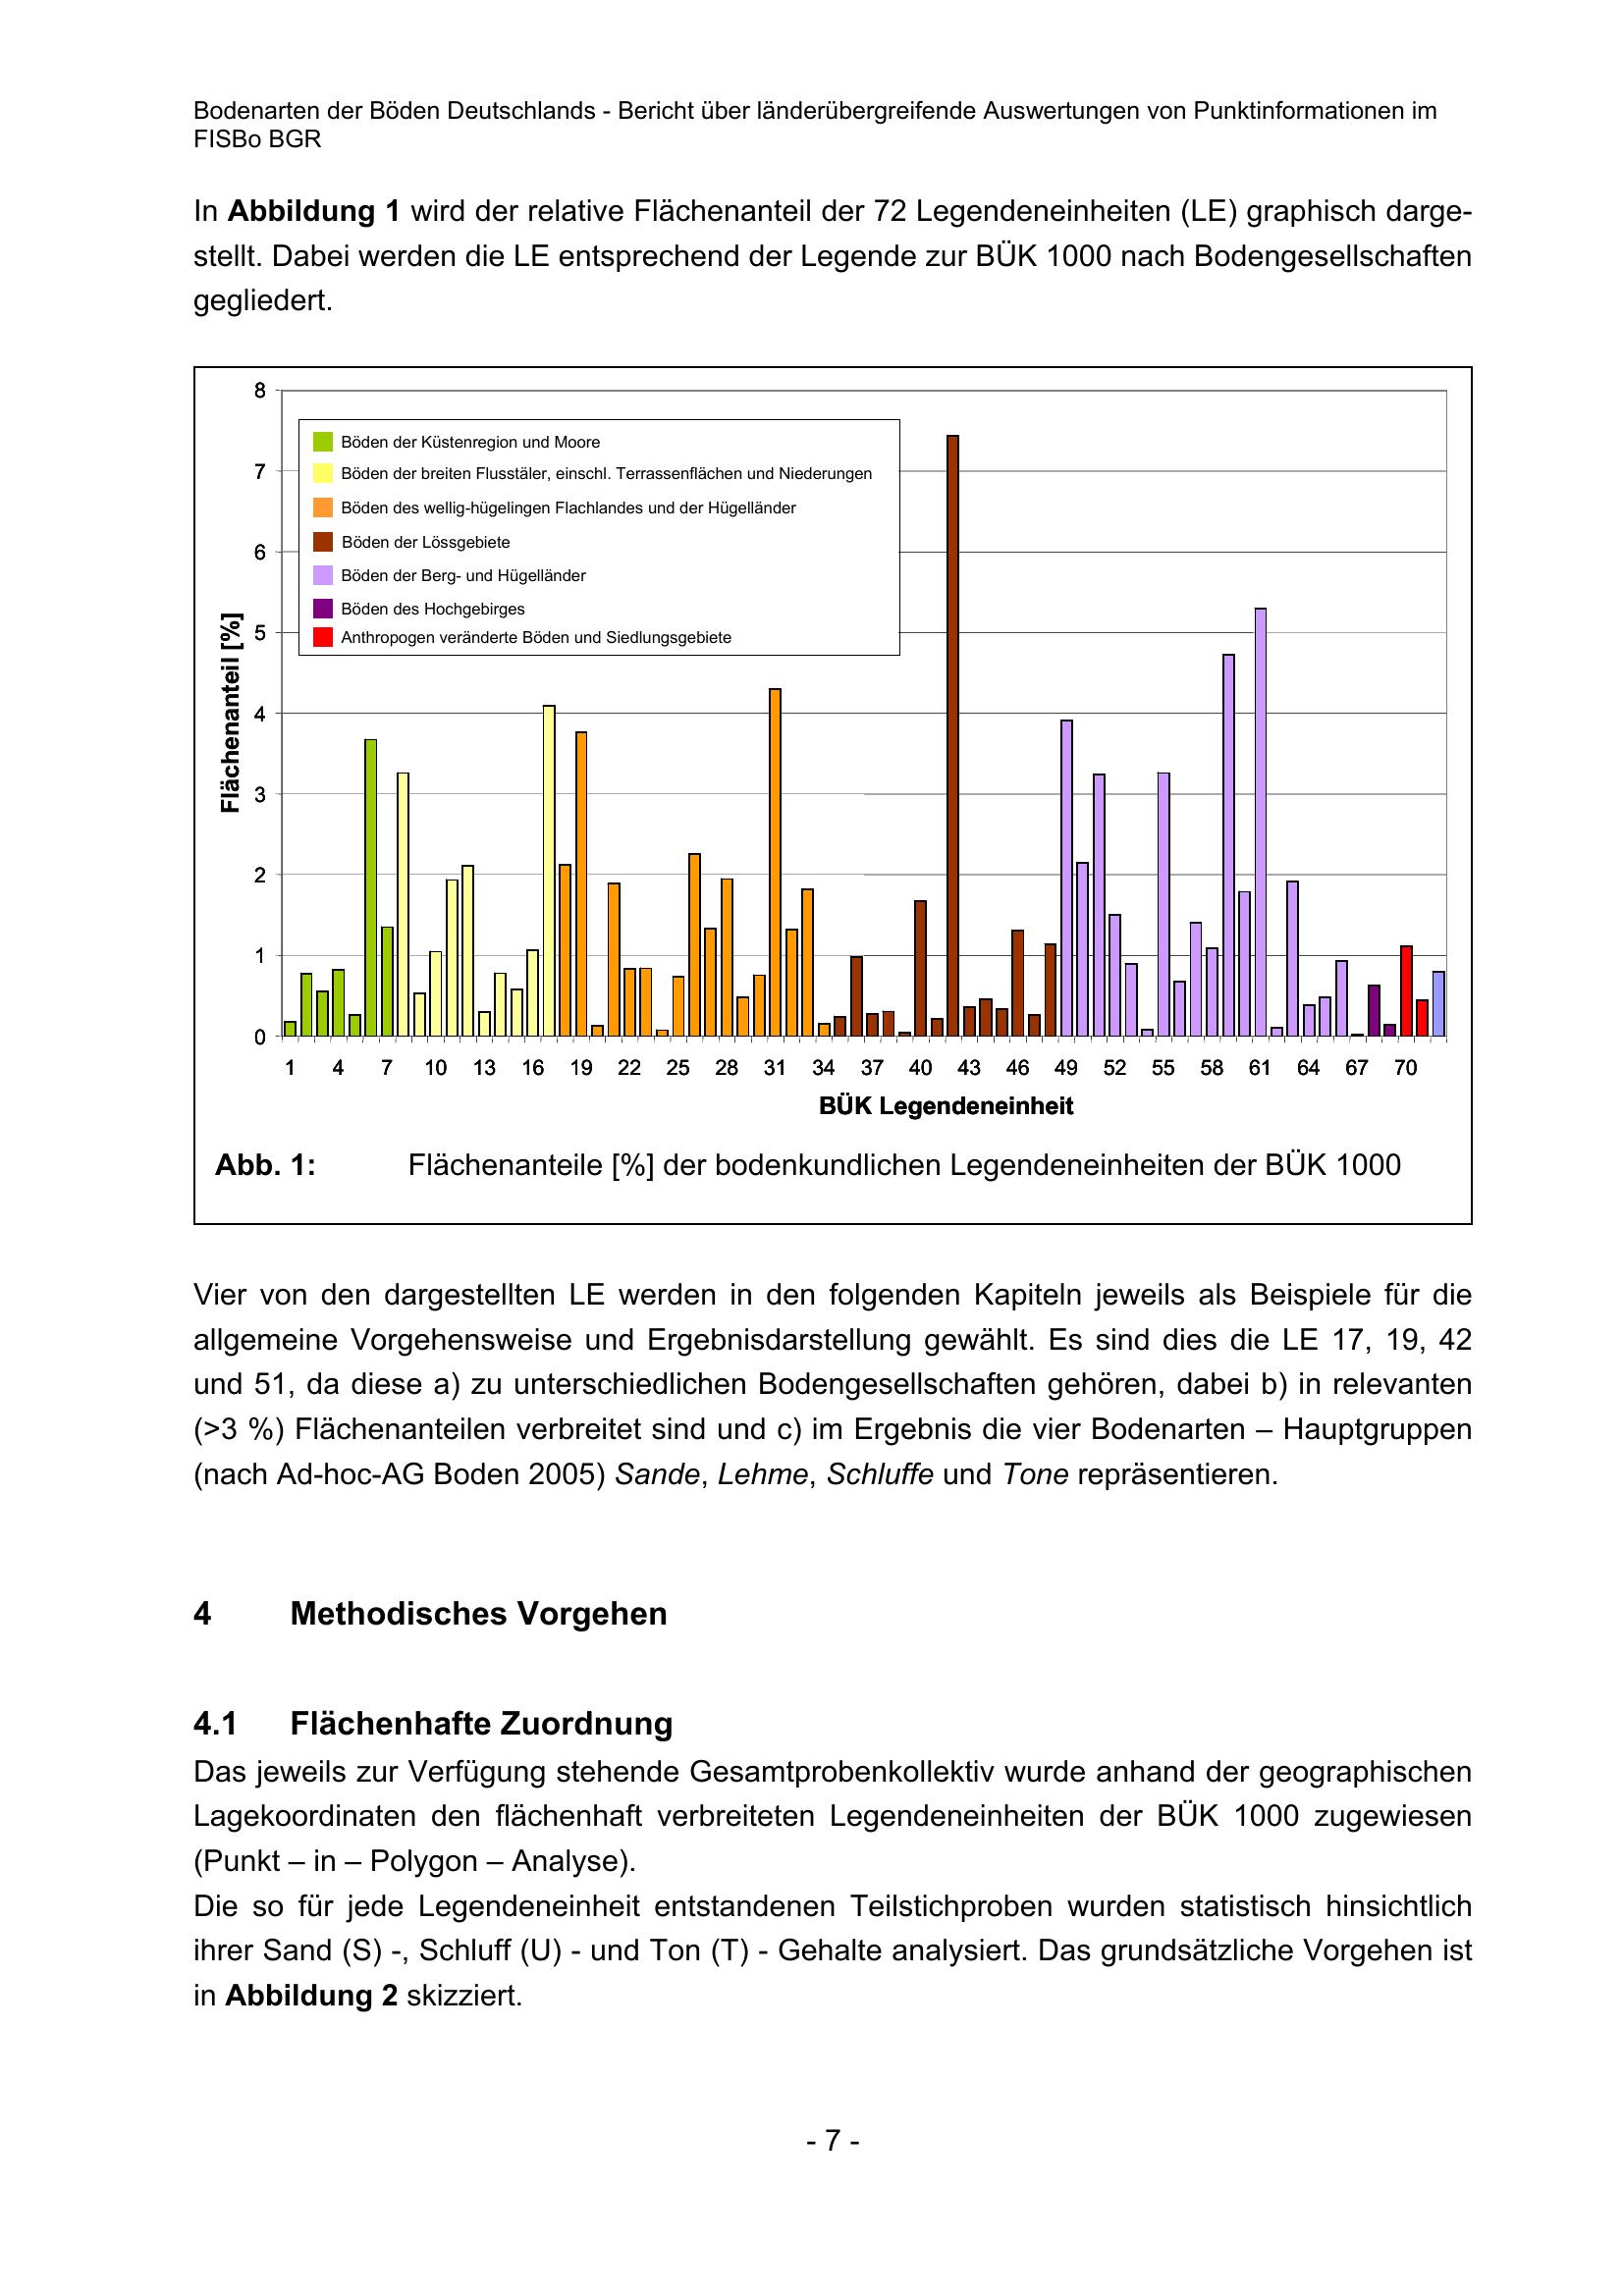 Bodenarten der Böden Deutschlands - Bericht über länderübergreifende Auswertungen von Punktinformationen im
FISBo BGR
In Abbildung 1 wird der relative Flächenanteil der 72 Legendeneinheiten (LE) graphisch darge-
stellt. Dabei werden die LE entsprechend der Legende zur BÜK 1000 nach Bodengesellschaften
gegliedert.
8
7
6
5
4
3
2
1
0
Flächenanteil [%]
Böden der Küstenregion und Moore
Böden der breiten Flusstäler, einschl. Terrassenflächen und Niederungen
Böden des wellig-hügelingen Flachlandes und der Hügelländer
Böden der Lössgebiete
Böden der Berg- und Hügelländer
Böden des Hochgebirges
Anthropogen veränderte Böden und Siedlungsgebiete
1 4 7 10 13 16 19 22 25 28 31 34 37 40 43 46 49 52 55 58 61 64 67 70
BÜK Legendeneinheit
Abb. 1: Flächenanteile [%] der bodenkundlichen Legendeneinheiten der BÜK 1000
Vier von den dargestellten LE werden in den folgenden Kapiteln jeweils als Beispiele für die
allgemeine Vorgehensweise und Ergebnisdarstellung gewählt. Es sind dies die LE 17, 19, 42
und 51, da diese a) zu unterschiedlichen Bodengesellschaften gehören, dabei b) in relevanten
(>3 %) Flächenanteilen verbreitet sind und c) im Ergebnis die vier Bodenarten – Hauptgruppen
(nach Ad-hoc-AG Boden 2005) Sande, Lehme, Schluffe und Tone repräsentieren.
4 Methodisches Vorgehen
4.1 Flächenhafte Zuordnung
Das jeweils zur Verfügung stehende Gesamtprobenkollektiv wurde anhand der geographischen
Lagekoordinaten den flächenhaft verbreiteten Legendeneinheiten der BÜK 1000 zugewiesen
(Punkt – in – Polygon – Analyse).
Die so für jede Legendeneinheit entstandenen Teilstichproben wurden statistisch hinsichtlich
ihrer Sand (S) -, Schluff (U) - und Ton (T) - Gehalte analysiert. Das grundsätzliche Vorgehen ist
in Abbildung 2 skizziert.
- 7 -